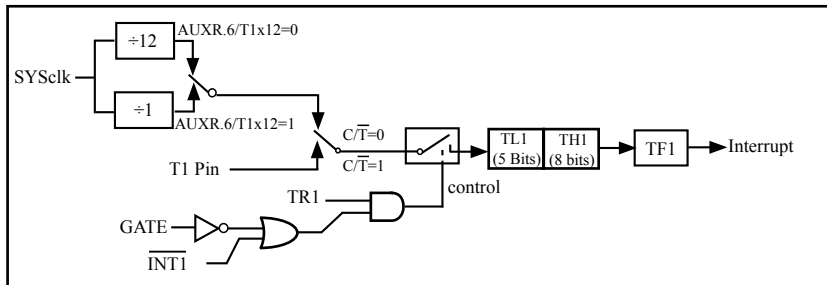 AUXR.6/T1x12=0
÷12
SYSclk
÷1
AUXR.6/T1x12=1
C/T̅=0
C/T̅=1
T1 Pin
TL1
(5 Bits)
TH1
(8 bits)
TF1
Interrupt
control
TR1
GATE
I̅N̅T̅1̅